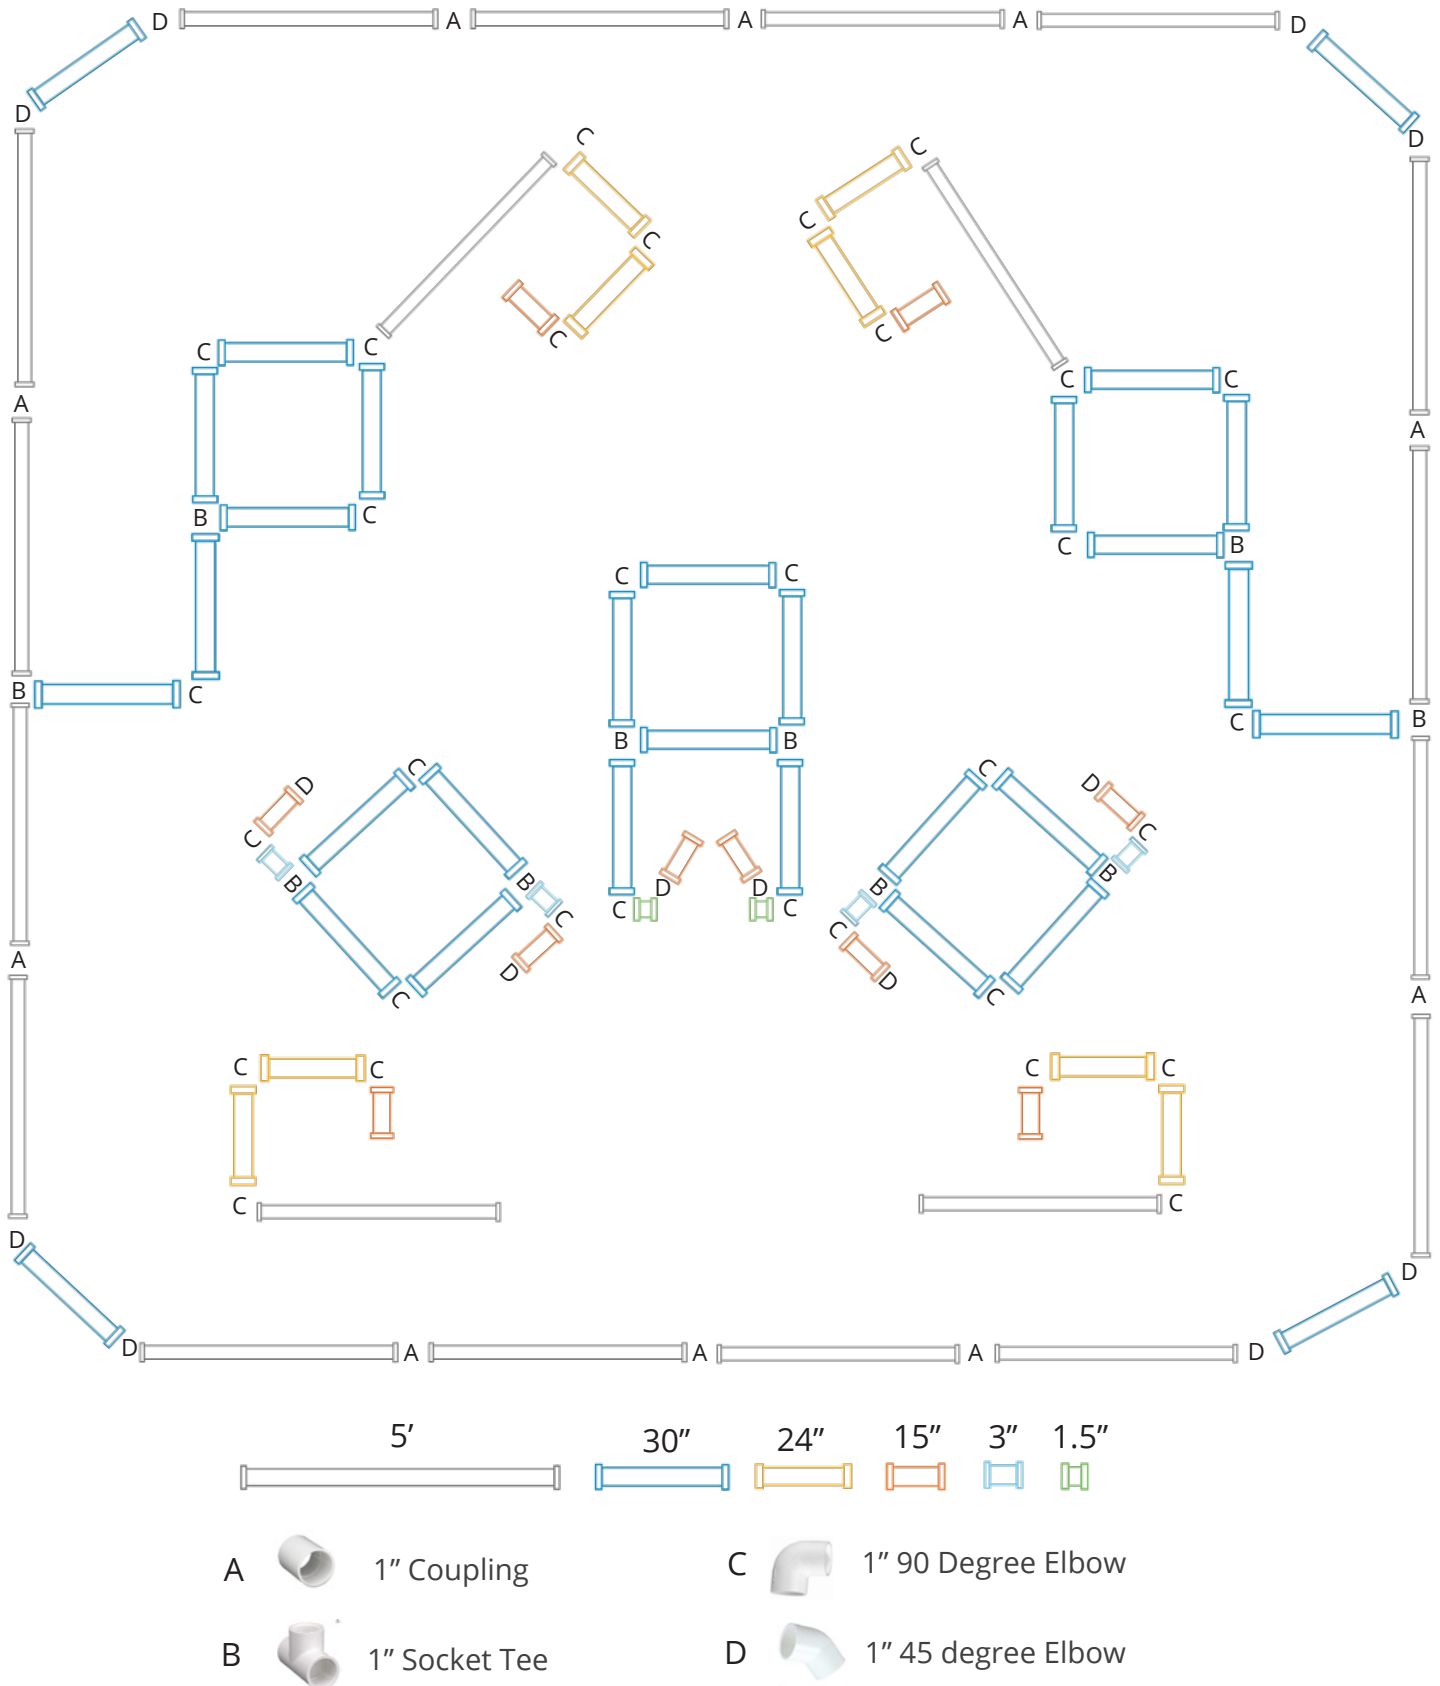 D A A A D
D D
C C
C C
C C
C C C C
A A
B C C B
C C
B C C B
C B B C
C D D C
C B B C B B C
D C C D C C D D
C C C C
C C
D D
D A A A D
5’ 30” 24” 15” 3” 1.5”
A 1” Coupling
C 1” 90 Degree Elbow
B 1” Socket Tee
D 1” 45 degree Elbow